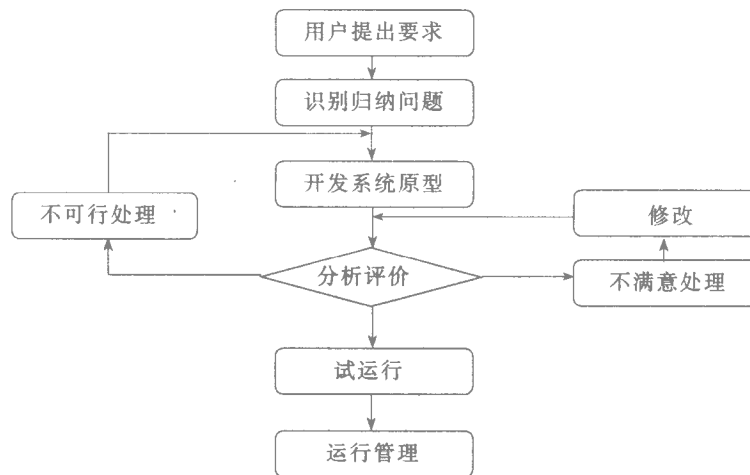 用户提出要求
识别归纳问题
开发系统原型
不可行处理
修改
分析评价
不满意处理
试运行
运行管理